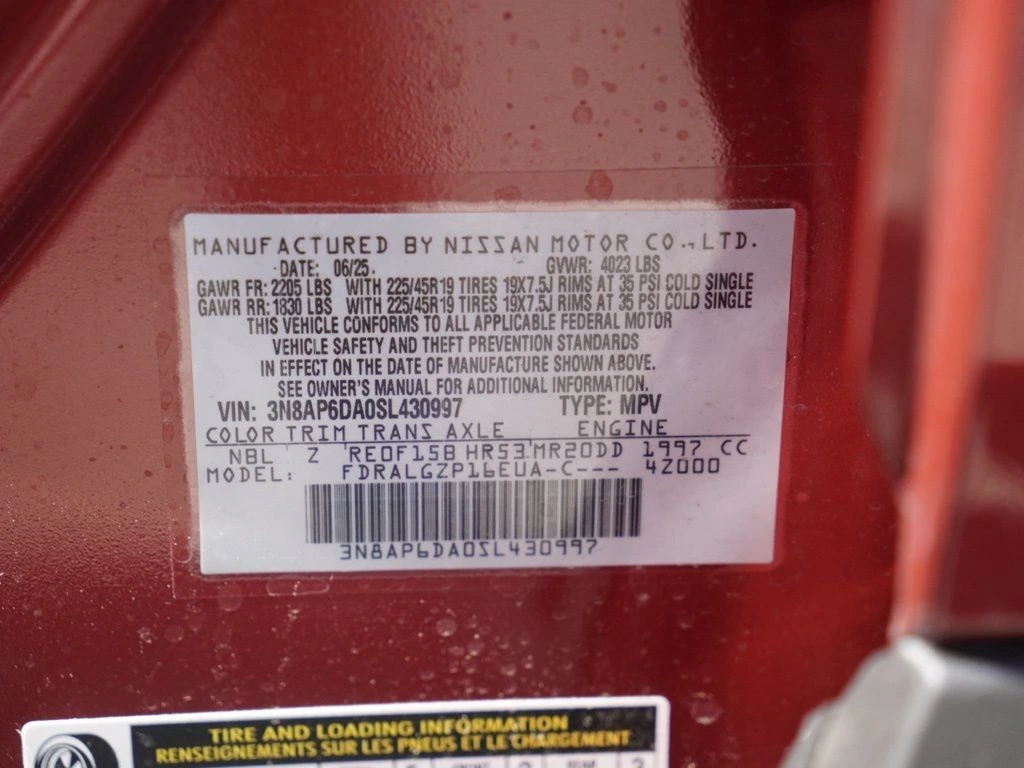 MANUFACTURED BY NISSAN MOTOR CO., LTD.
DATE: 06/25. GVWR: 4023 LBS
GAWR FR: 2205 LBS WITH 225/45R19 TIRES 19X7.5J RIMS AT 35 PSI COLD SINGLE
GAWR RR: 1830 LBS WITH 225/45R19 TIRES 19X7.5J RIMS AT 35 PSI COLD SINGLE
THIS VEHICLE CONFORMS TO ALL APPLICABLE FEDERAL MOTOR
VEHICLE SAFETY AND THEFT PREVENTION STANDARDS
IN EFFECT ON THE DATE OF MANUFACTURE SHOWN ABOVE.
SEE OWNER'S MANUAL FOR ADDITIONAL INFORMATION.
VIN: 3N8AP6DA0SL430997 TYPE: MPV
COLOR TRIM TRANS AXLE ENGINE
NBL Z RE0F15B HR53 MR20DD 1997 CC
MODEL: FDRALGZP16EUA-C--- 4Z000
3N8AP6DA0SL430997
TIRE AND LOADING INFORMATION
RENSEIGNEMENTS SUR LES PNEUS ET LE CHARGEMENT